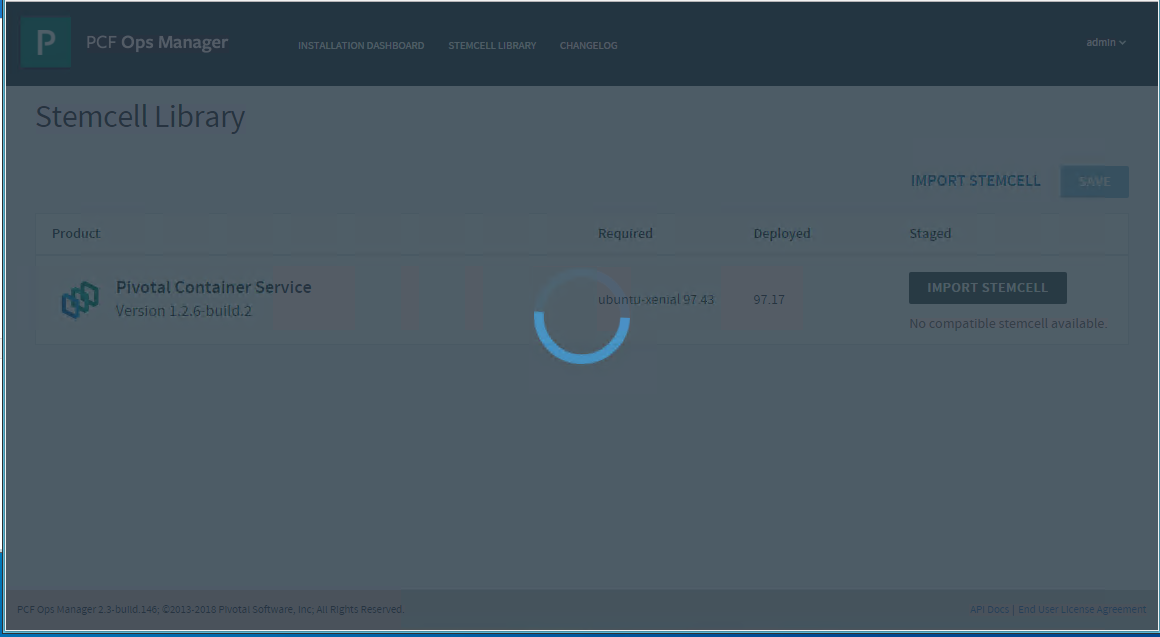 P PCF Ops Manager INSTALLATION DASHBOARD STEMCELL LIBRARY CHANGELOG admin
Stemcell Library
IMPORT STEMCELL SAVE
Product Required Deployed Staged
Pivotal Container Service
Version 1.2.6-build.2
ubuntu-xenial 97.43 97.17
IMPORT STEMCELL
No compatible stemcell available.
PCF Ops Manager 2.3-build.146; ©2013-2018 Pivotal Software, Inc; All Rights Reserved. API Docs | End User License Agreement